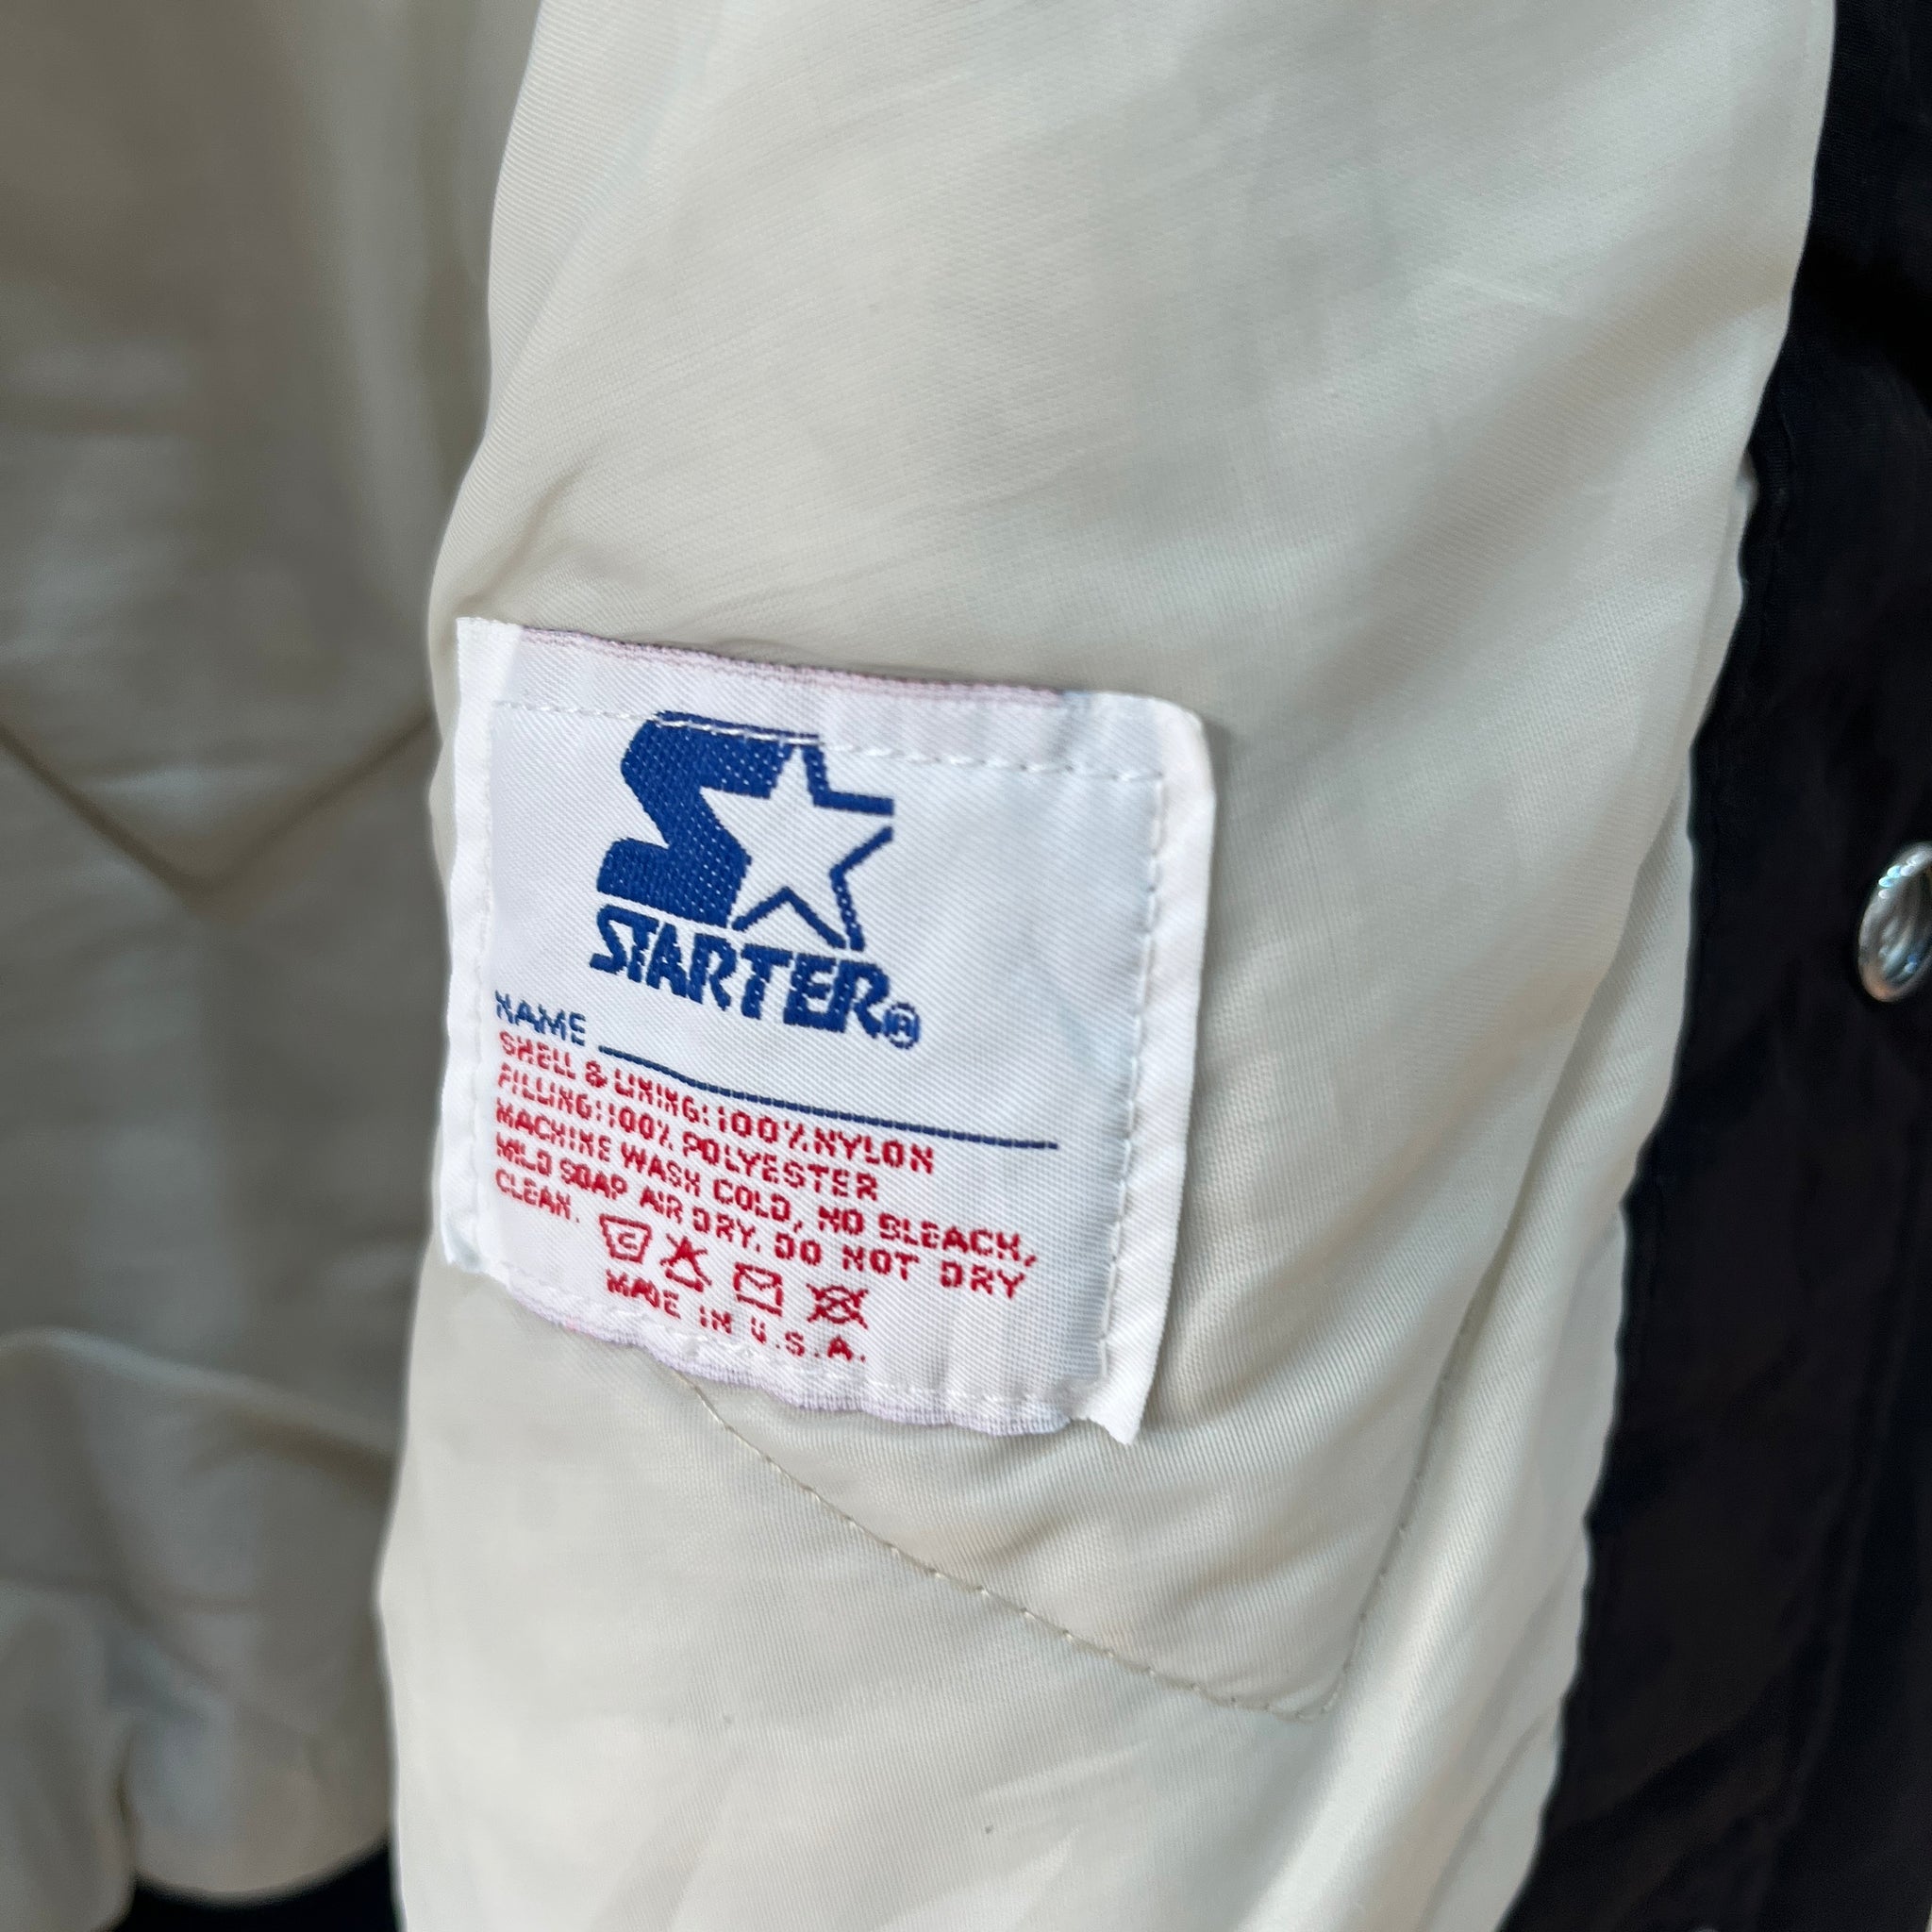 STARTER®
NAME
SHELL & LINING:100% NYLON
FILLING:100% POLYESTER
MACHINE WASH COLD, NO BLEACH,
MILD SOAP AIR DRY. DO NOT DRY
CLEAN.
MADE IN U.S.A.